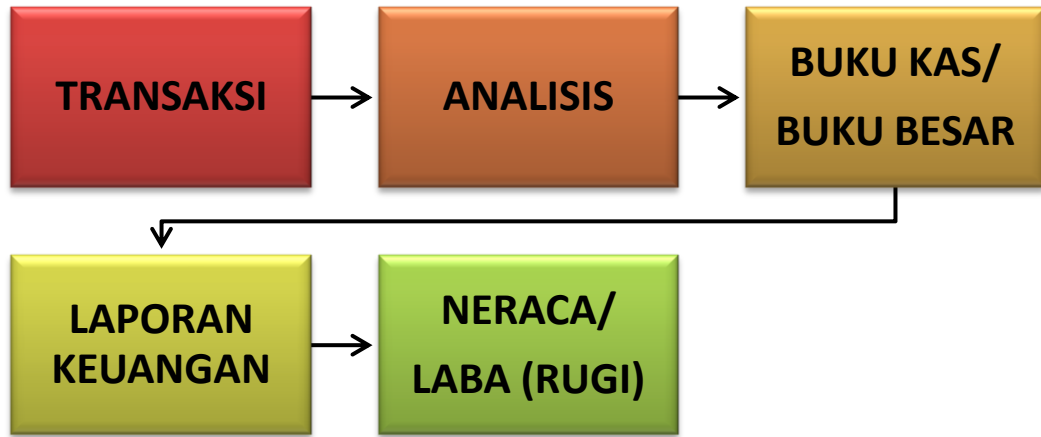 TRANSAKSI
ANALISIS
BUKU KAS/
BUKU BESAR
LAPORAN
KEUANGAN
NERACA/
LABA (RUGI)